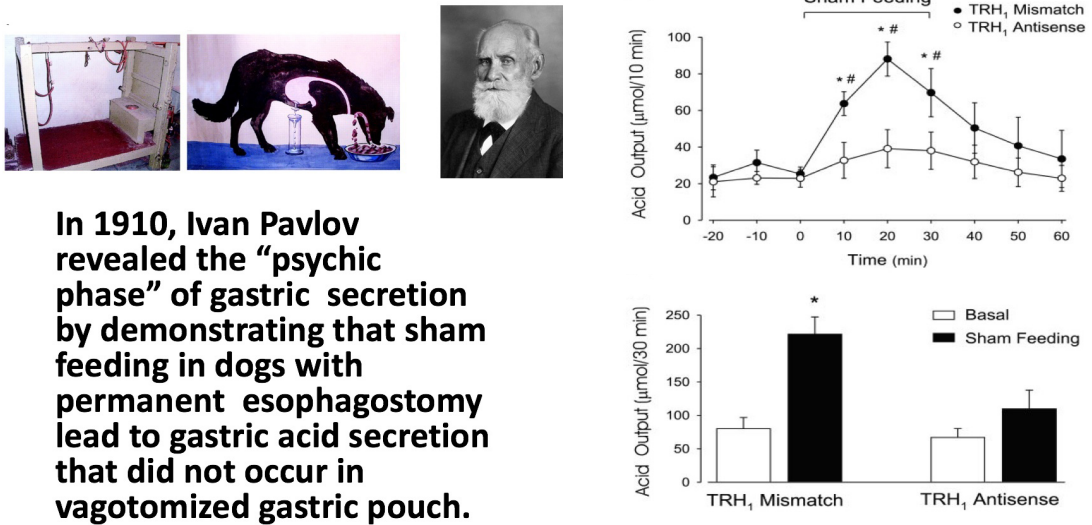 In 1910, Ivan Pavlov
revealed the “psychic
phase” of gastric  secretion
by demonstrating that sham
feeding in dogs with
permanent  esophagostomy
lead to gastric acid secretion
that did not occur in
vagotomized gastric pouch.
Sham Feeding
TRH1 Mismatch
TRH1 Antisense
Acid Output (μmol/10 min)
100
80
60
40
20
0
* #
* #
* #
-20 -10 0 10 20 30 40 50 60
Time (min)
Acid Output (μmol/30 min)
250
200
150
100
50
0
*
Basal
Sham Feeding
TRH1 Mismatch TRH1 Antisense